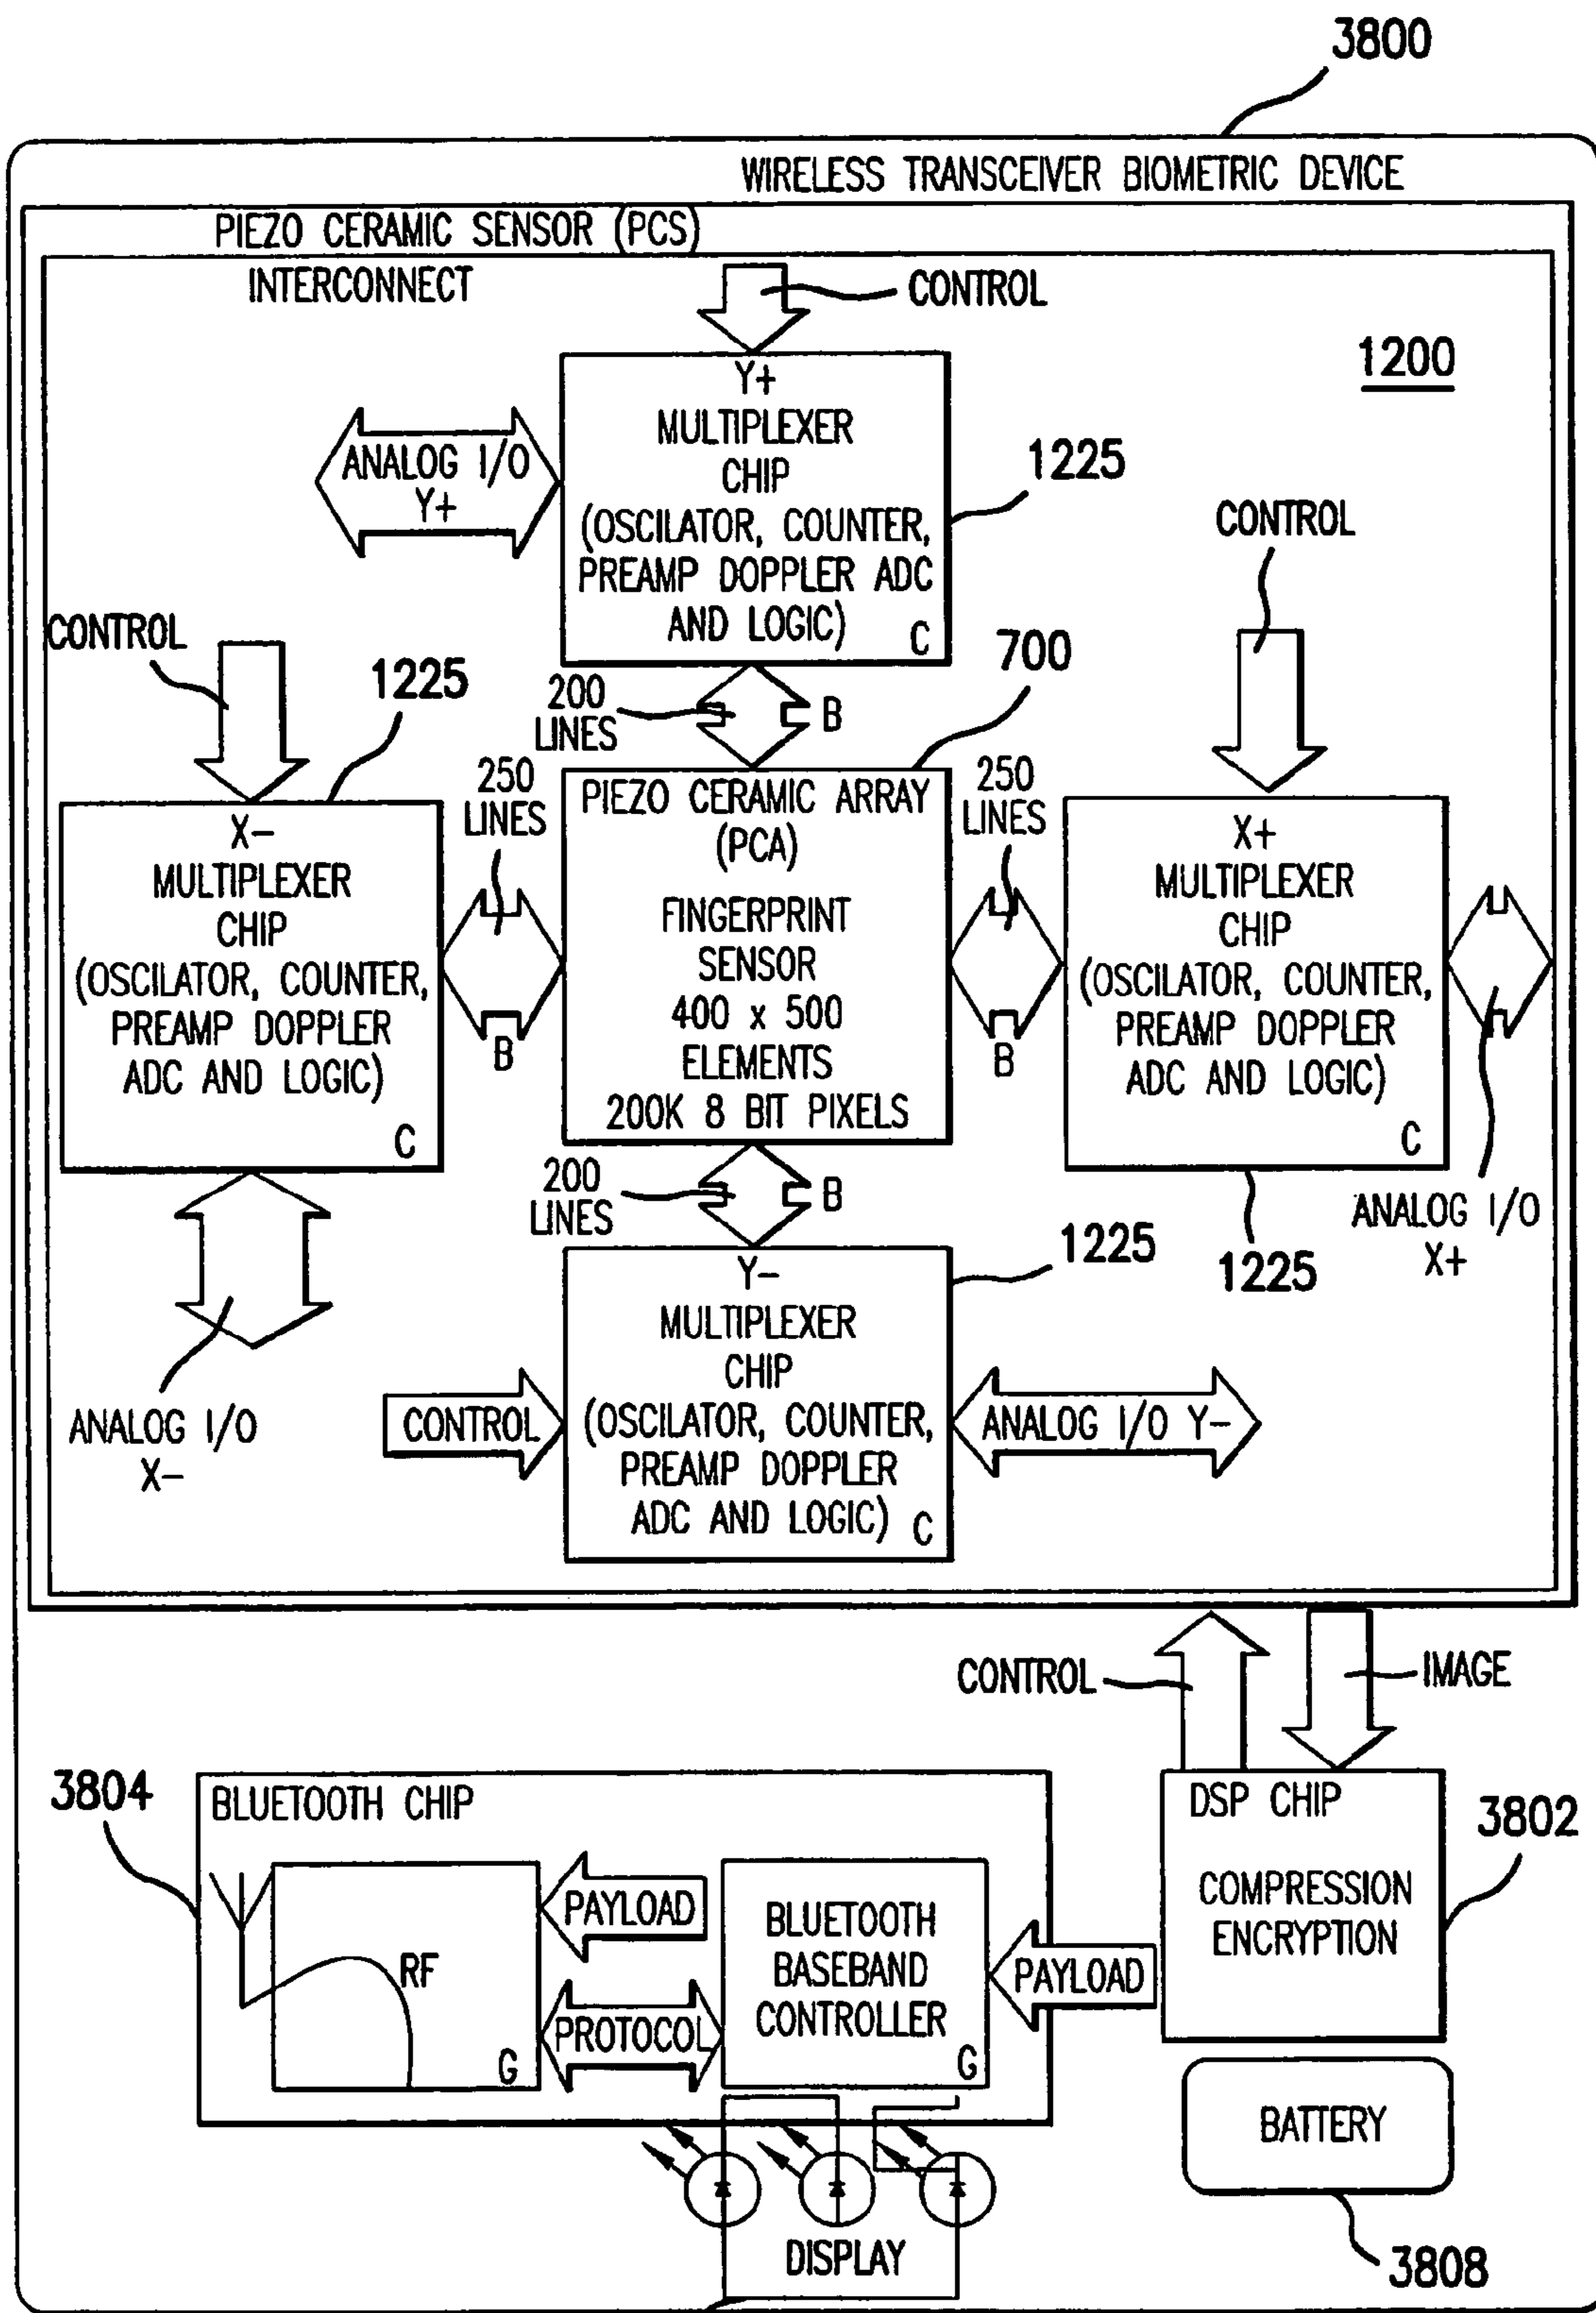 3800
WIRELESS TRANSCEIVER BIOMETRIC DEVICE
PIEZO CERAMIC SENSOR (PCS)
INTERCONNECT
CONTROL
1200
Y+
MULTIPLEXER
CHIP
(OSCILATOR, COUNTER,
PREAMP DOPPLER ADC
AND LOGIC)
C
ANALOG I/O
Y+
1225
CONTROL
CONTROL
1225
200
LINES
B
700
250
LINES
B
X-
MULTIPLEXER
CHIP
(OSCILATOR, COUNTER,
PREAMP DOPPLER
ADC AND LOGIC)
C
PIEZO CERAMIC ARRAY
(PCA)
FINGERPRINT
SENSOR
400 x 500
ELEMENTS
200K 8 BIT PIXELS
250
LINES
B
X+
MULTIPLEXER
CHIP
(OSCILATOR, COUNTER,
PREAMP DOPPLER
ADC AND LOGIC)
C
200
LINES
B
1225
1225
ANALOG I/O
X+
ANALOG I/O
X-
CONTROL
Y-
MULTIPLEXER
CHIP
(OSCILATOR, COUNTER,
PREAMP DOPPLER
ADC AND LOGIC)
C
ANALOG I/O Y-
CONTROL
IMAGE
3804
BLUETOOTH CHIP
RF
G
PAYLOAD
PROTOCOL
BLUETOOTH
BASEBAND
CONTROLLER
G
PAYLOAD
DSP CHIP
COMPRESSION
ENCRYPTION
3802
BATTERY
3808
DISPLAY